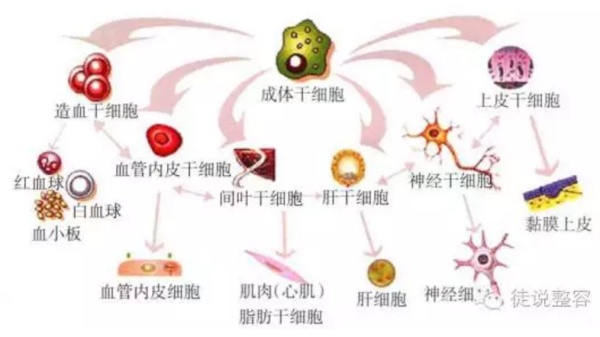 成体干细胞
造血干细胞
上皮干细胞
血管内皮干细胞
间叶干细胞
肝干细胞
神经干细胞
红血球
白血球
血小板
黏膜上皮
血管内皮细胞
肌肉(心肌)
脂肪干细胞
肝细胞
神经细
徒说整容